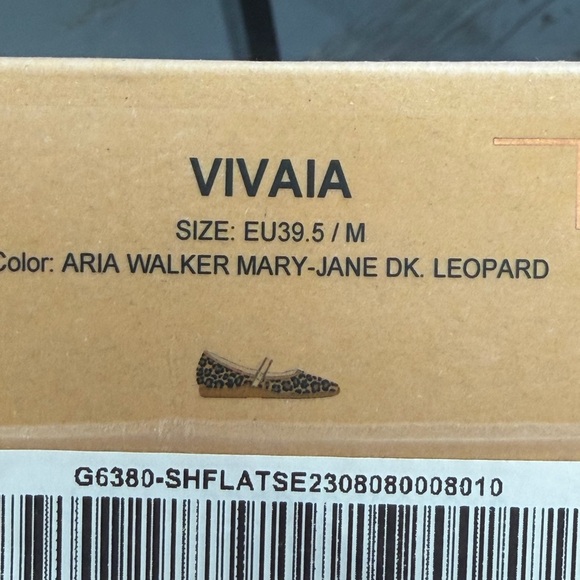 VIVAIA
SIZE: EU39.5 / M
Color: ARIA WALKER MARY-JANE DK. LEOPARD
G6380-SHFLATSE2308080008010